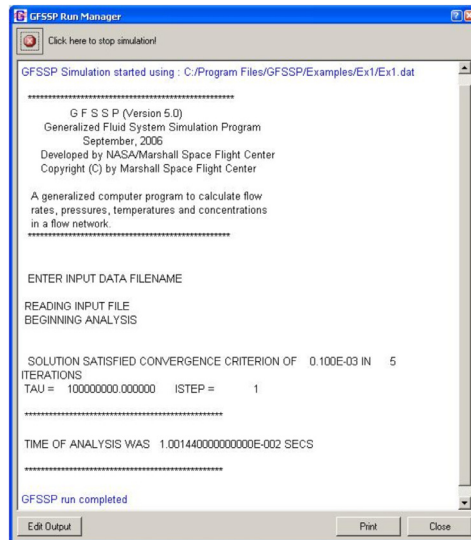 GFSSP Run Manager
Click here to stop simulation!
GFSSP Simulation started using : C:/Program Files/GFSSP/Examples/Ex1/Ex1.dat
**************************************************
G F S S P (Version 5.0)
Generalized Fluid System Simulation Program
September, 2006
Developed by NASA/Marshall Space Flight Center
Copyright (C) by Marshall Space Flight Center
A generalized computer program to calculate flow
rates, pressures, temperatures and concentrations
in a flow network.
**************************************************
ENTER INPUT DATA FILENAME
READING INPUT FILE
BEGINNING ANALYSIS
SOLUTION SATISFIED CONVERGENCE CRITERION OF 0.100E-03 IN 5
ITERATIONS
TAU = 100000000.000000 ISTEP = 1
**************************************************
TIME OF ANALYSIS WAS 1.001440000000000E-002 SECS
**************************************************
GFSSP run completed
Edit Output Print Close